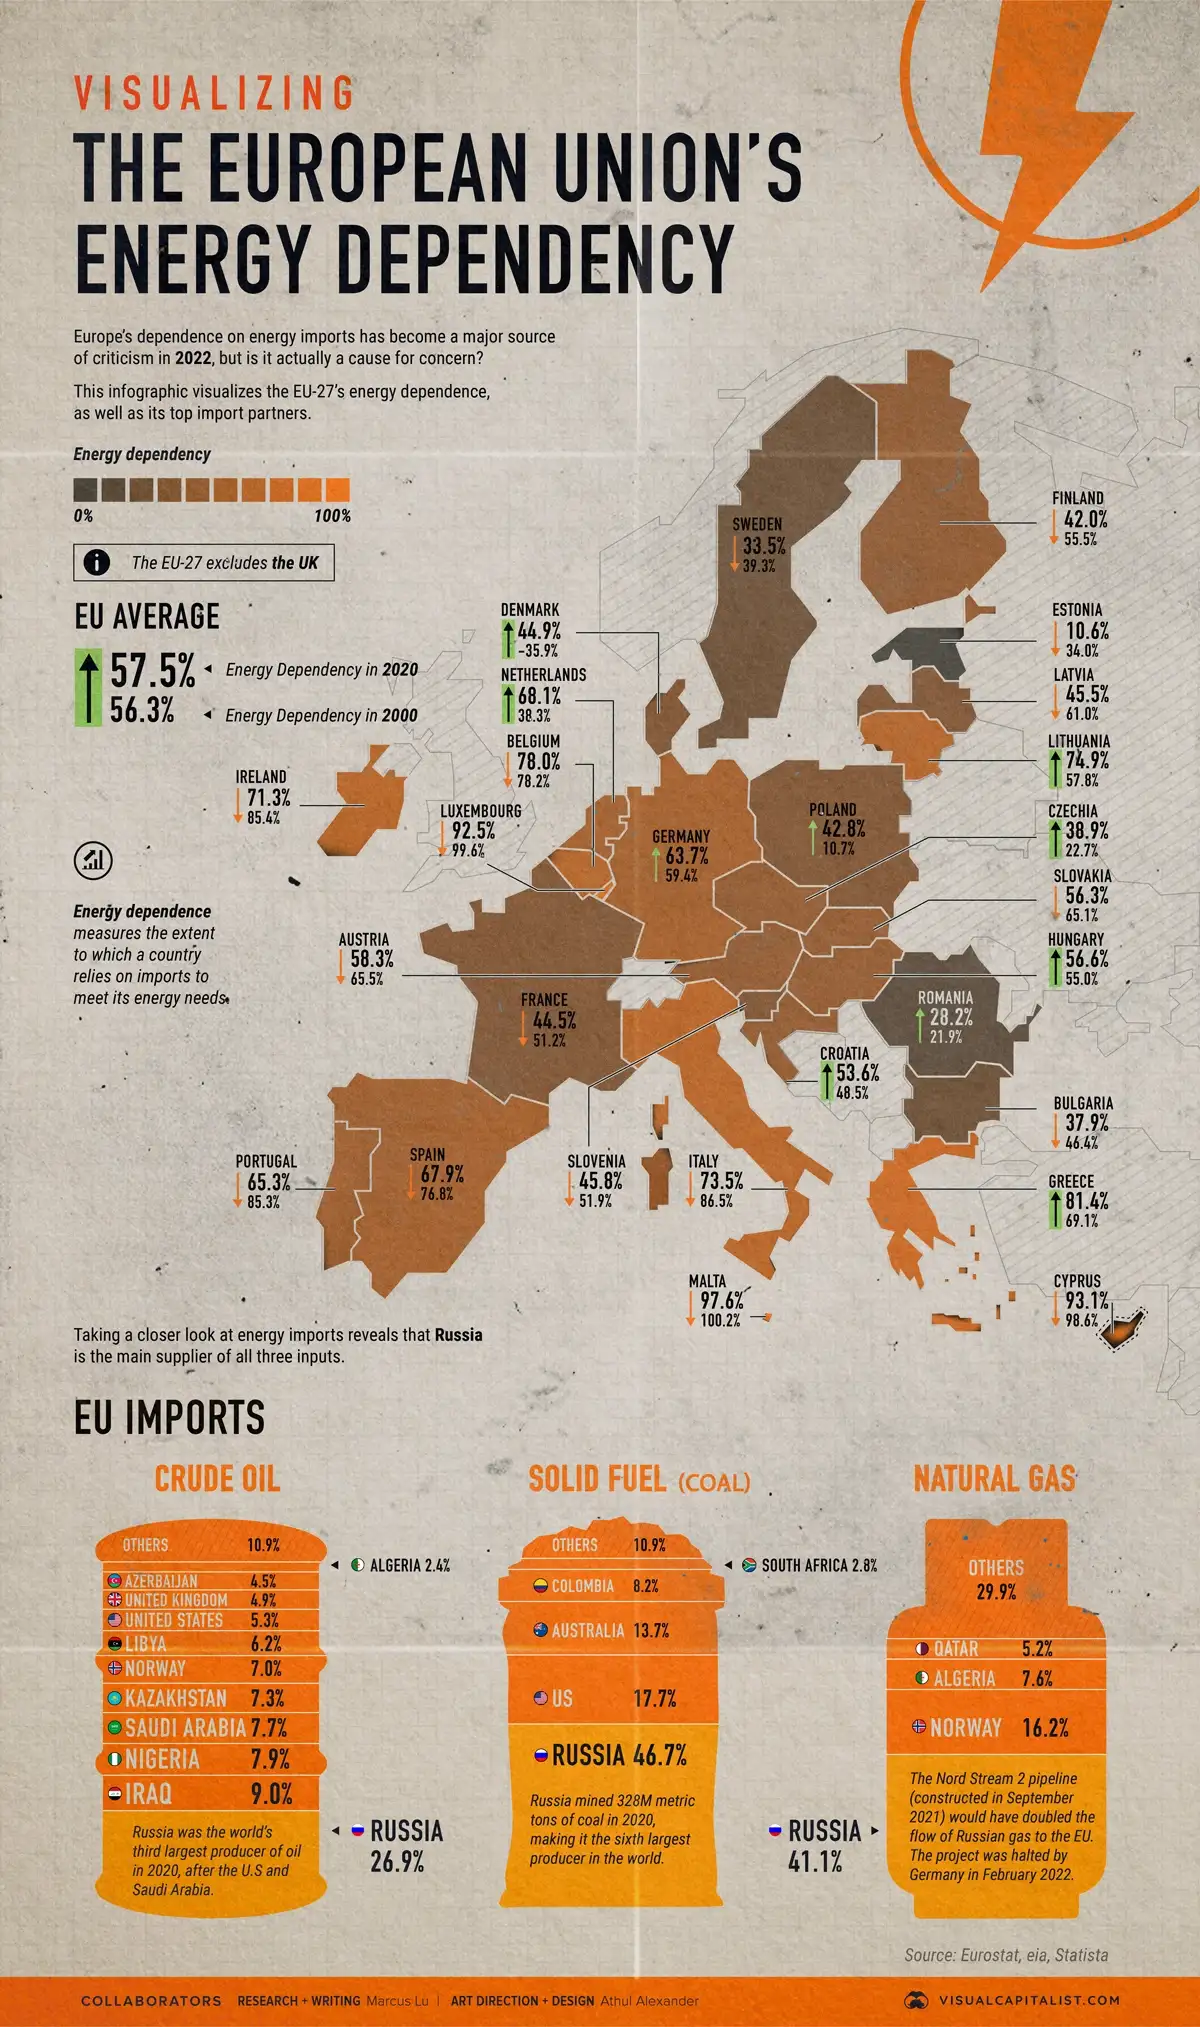 VISUALIZING
THE EUROPEAN UNION'S
ENERGY DEPENDENCY
Europe's dependence on energy imports has become a major source
of criticism in 2022, but is it actually a cause for concern?
This infographic visualizes the EU-27's energy dependence,
as well as its top import partners.
Energy dependency
0% 100%
i The EU-27 excludes the UK
EU AVERAGE
57.5% Energy Dependency in 2020
56.3% Energy Dependency in 2000
Energy dependence
measures the extent
to which a country
relies on imports to
meet its energy needs.
SWEDEN
33.5%
39.3%
FINLAND
42.0%
55.5%
DENMARK
44.9%
-35.9%
ESTONIA
10.6%
34.0%
NETHERLANDS
68.1%
38.3%
LATVIA
45.5%
61.0%
BELGIUM
78.0%
78.2%
LITHUANIA
74.9%
57.8%
IRELAND
71.3%
85.4%
LUXEMBOURG
92.5%
99.6%
GERMANY
63.7%
59.4%
POLAND
42.8%
10.7%
CZECHIA
38.9%
22.7%
SLOVAKIA
56.3%
65.1%
AUSTRIA
58.3%
65.5%
HUNGARY
56.6%
55.0%
FRANCE
44.5%
51.2%
ROMANIA
28.2%
21.9%
CROATIA
53.6%
48.5%
BULGARIA
37.9%
46.4%
PORTUGAL
65.3%
85.3%
SPAIN
67.9%
76.8%
SLOVENIA
45.8%
51.9%
ITALY
73.5%
86.5%
GREECE
81.4%
69.1%
MALTA
97.6%
100.2%
CYPRUS
93.1%
98.6%
Taking a closer look at energy imports reveals that Russia
is the main supplier of all three inputs.
EU IMPORTS
CRUDE OIL
OTHERS 10.9%
ALGERIA 2.4%
AZERBAIJAN 4.5%
UNITED KINGDOM 4.9%
UNITED STATES 5.3%
LIBYA 6.2%
NORWAY 7.0%
KAZAKHSTAN 7.3%
SAUDI ARABIA 7.7%
NIGERIA 7.9%
IRAQ 9.0%
Russia was the world's
third largest producer of oil
in 2020, after the U.S and
Saudi Arabia.
RUSSIA
26.9%
SOLID FUEL (COAL)
OTHERS 10.9%
SOUTH AFRICA 2.8%
COLOMBIA 8.2%
AUSTRALIA 13.7%
US 17.7%
RUSSIA 46.7%
Russia mined 328M metric
tons of coal in 2020,
making it the sixth largest
producer in the world.
NATURAL GAS
OTHERS
29.9%
QATAR 5.2%
ALGERIA 7.6%
NORWAY 16.2%
RUSSIA
41.1%
The Nord Stream 2 pipeline
(constructed in September
2021) would have doubled the
flow of Russian gas to the EU.
The project was halted by
Germany in February 2022.
Source: Eurostat, eia, Statista
COLLABORATORS RESEARCH + WRITING Marcus Lu | ART DIRECTION + DESIGN Athul Alexander
VISUALCAPITALIST.COM